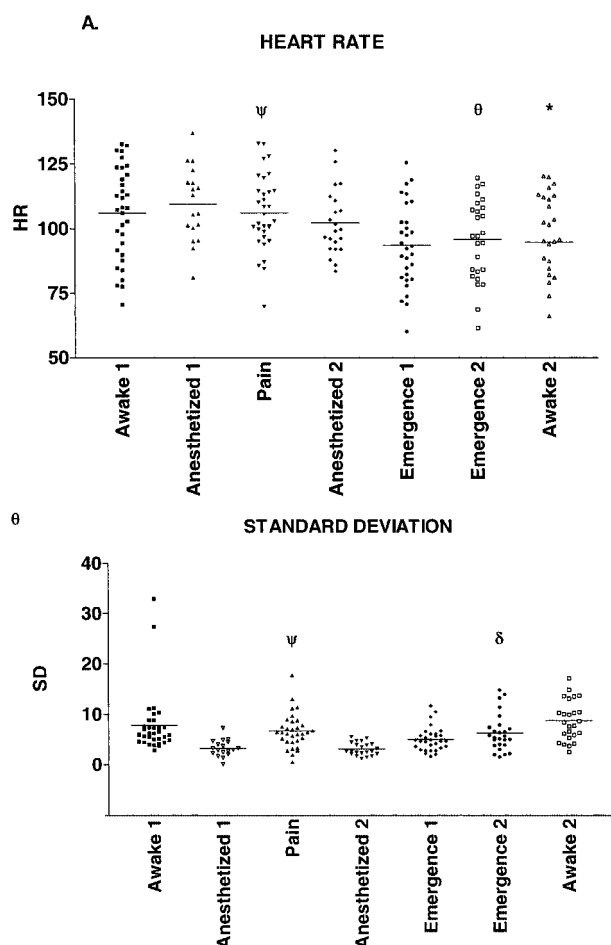 A.
HEART RATE
ψ
θ
*
150
125
100
75
50
HR
Awake 1
Anesthetized 1
Pain
Anesthetized 2
Emergence 1
Emergence 2
Awake 2
θ
STANDARD DEVIATION
ψ
δ
40
30
20
10
0
SD
Awake 1
Anesthetized 1
Pain
Anesthetized 2
Emergence 1
Emergence 2
Awake 2